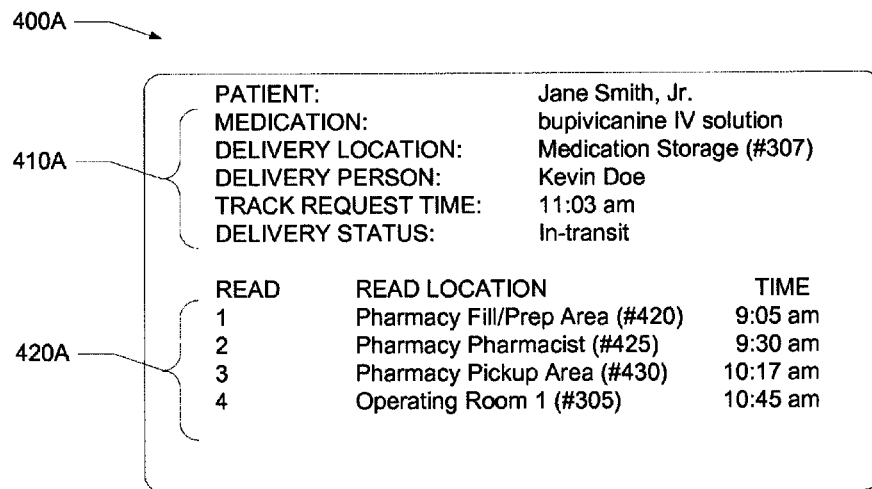 400A
PATIENT: Jane Smith, Jr.
MEDICATION: bupivicanine IV solution
410A DELIVERY LOCATION: Medication Storage (#307)
DELIVERY PERSON: Kevin Doe
TRACK REQUEST TIME: 11:03 am
DELIVERY STATUS: In-transit
READ READ LOCATION TIME
1 Pharmacy Fill/Prep Area (#420) 9:05 am
420A 2 Pharmacy Pharmacist (#425) 9:30 am
3 Pharmacy Pickup Area (#430) 10:17 am
4 Operating Room 1 (#305) 10:45 am